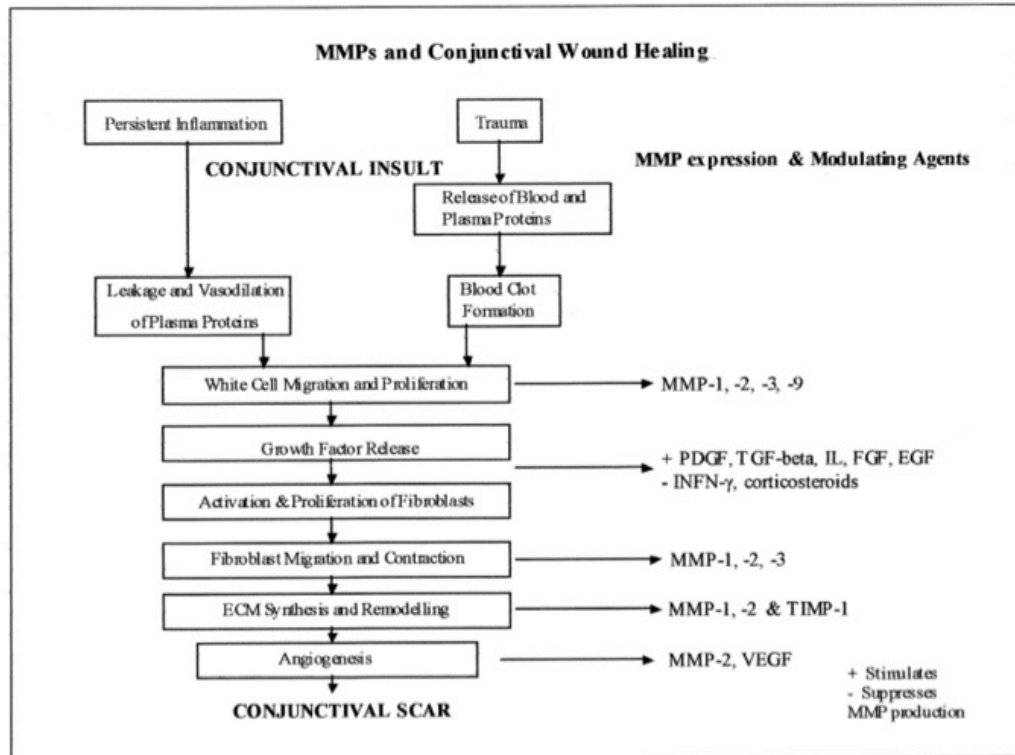 MMPs and Conjunctival Wound Healing
Persistent Inflammation
Trauma
CONJUNCTIVAL INSULT
MMP expression & Modulating Agents
Release of Blood and
Plasma Proteins
Leakage and Vasodilation
of Plasma Proteins
Blood Clot
Formation
White Cell Migration and Proliferation
MMP-1, -2, -3, -9
Growth Factor Release
+ PDGF, TGF-beta, IL, FGF, EGF
- INFN-γ, corticosteroids
Activation & Proliferation of Fibroblasts
Fibroblast Migration and Contraction
MMP-1, -2, -3
ECM Synthesis and Remodelling
MMP-1, -2 & TIMP-1
Angiogenesis
MMP-2, VEGF
+ Stimulates
- Suppresses
MMP production
CONJUNCTIVAL SCAR